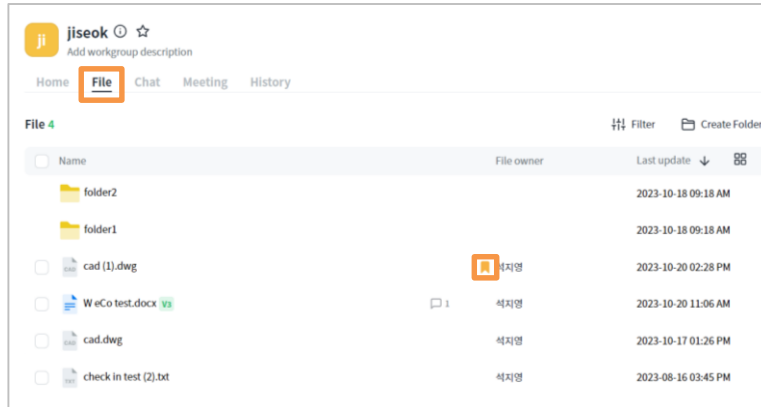 ji
jiseok
Add workgroup description
Home File Chat Meeting History
File 4
Filter Create Folder
Name File owner Last update
folder2 2023-10-18 09:18 AM
folder1 2023-10-18 09:18 AM
CAD cad (1).dwg 석지영 2023-10-20 02:28 PM
WeCo test.docx V3 1 석지영 2023-10-20 11:06 AM
CAD cad.dwg 석지영 2023-10-17 01:26 PM
TXT check in test (2).txt 석지영 2023-08-16 03:45 PM